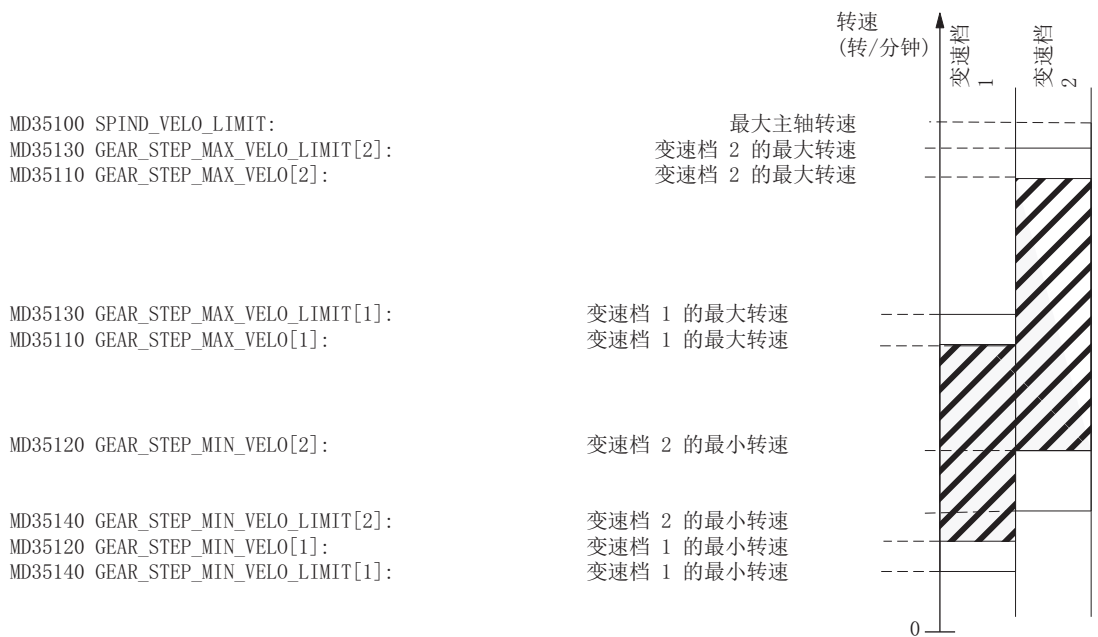 转速
(转/分钟)
变速档 1
变速档 2
MD35100 SPIND_VELO_LIMIT: 最大主轴转速
MD35130 GEAR_STEP_MAX_VELO_LIMIT[2]: 变速档 2 的最大转速
MD35110 GEAR_STEP_MAX_VELO[2]: 变速档 2 的最大转速
MD35130 GEAR_STEP_MAX_VELO_LIMIT[1]: 变速档 1 的最大转速
MD35110 GEAR_STEP_MAX_VELO[1]: 变速档 1 的最大转速
MD35120 GEAR_STEP_MIN_VELO[2]: 变速档 2 的最小转速
MD35140 GEAR_STEP_MIN_VELO_LIMIT[2]: 变速档 2 的最小转速
MD35120 GEAR_STEP_MIN_VELO[1]: 变速档 1 的最小转速
MD35140 GEAR_STEP_MIN_VELO_LIMIT[1]: 变速档 1 的最小转速
0